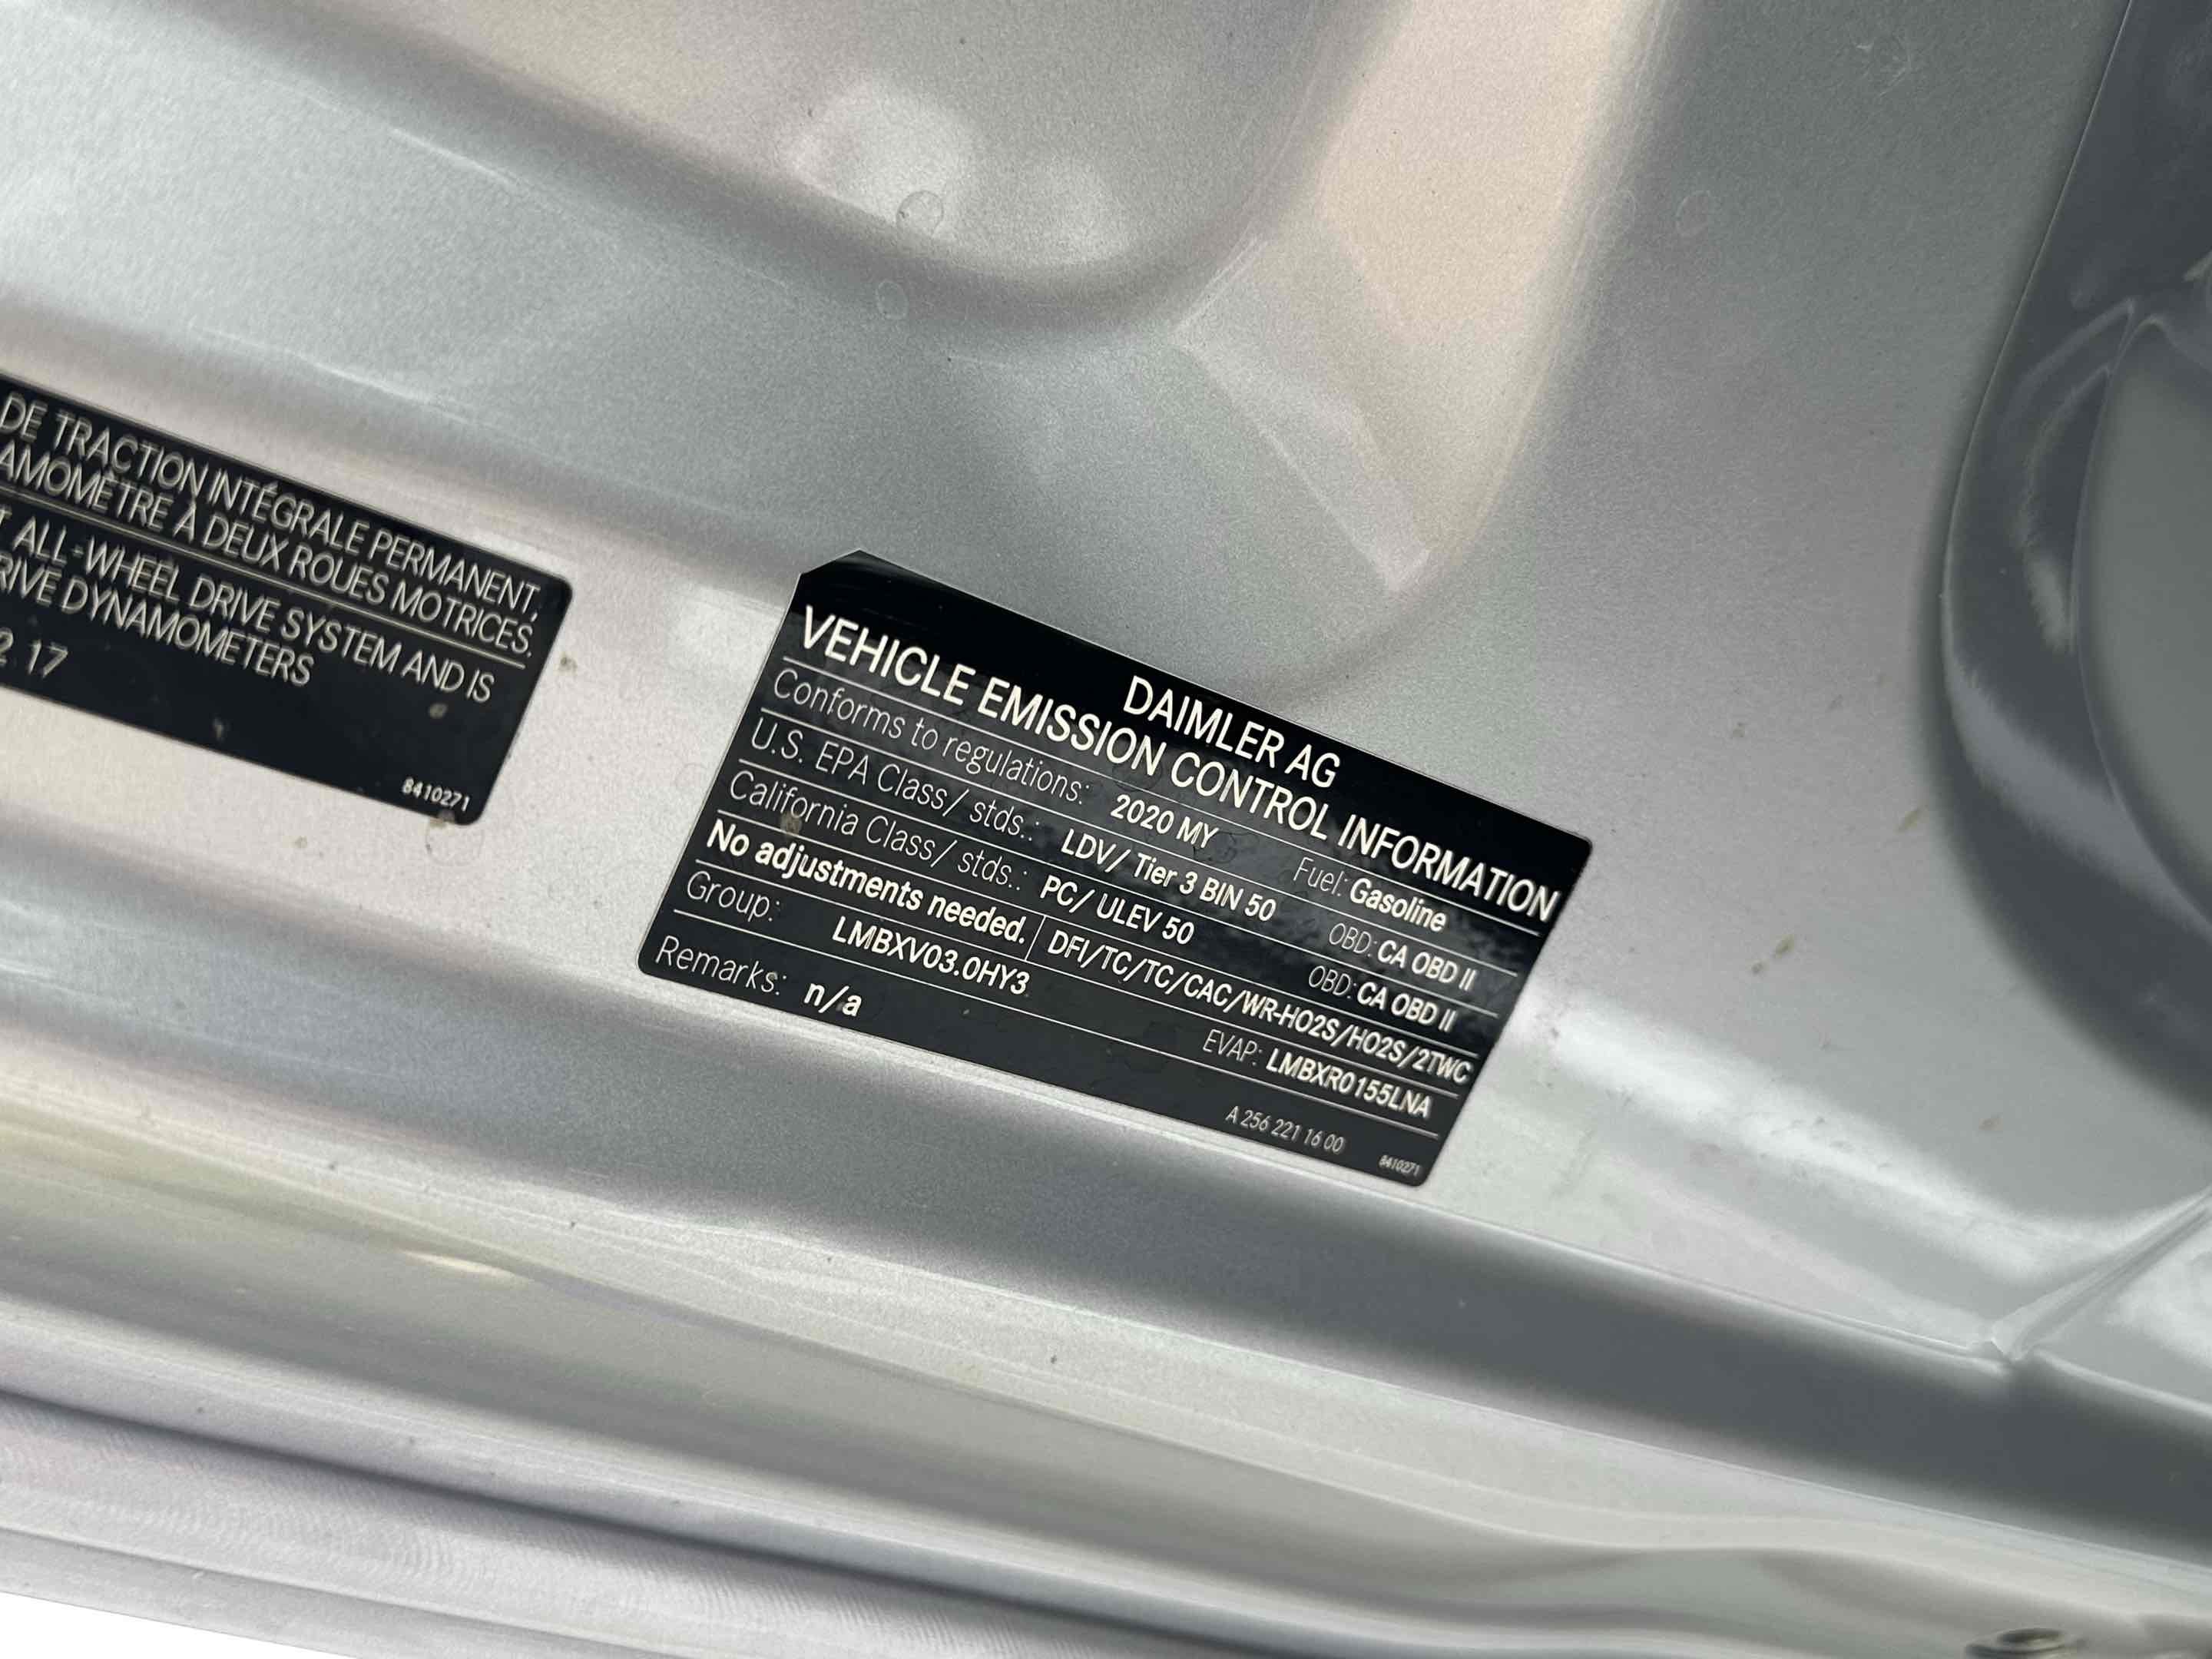 DE TRACTION INTÉGRALE PERMANENT,
AMOMÈTRE À DEUX ROUES MOTRICES.
ALL-WHEEL DRIVE SYSTEM AND IS
RIVE DYNAMOMETERS
2 17
8410271
DAIMLER AG
VEHICLE EMISSION CONTROL INFORMATION
Conforms to regulations: 2020 MY Fuel: Gasoline
U.S. EPA Class/ stds.: LDV/ Tier 3 BIN 50 OBD: CA OBD II
California Class/ stds.: PC/ ULEV 50 OBD: CA OBD II
No adjustments needed. DFI/TC/TC/CAC/WR-HO2S/HO2S/2TWC
Group: LMBXV03.0HY3 EVAP: LMBXR0155LNA
Remarks: n/a
A 256 221 16 00 8410271